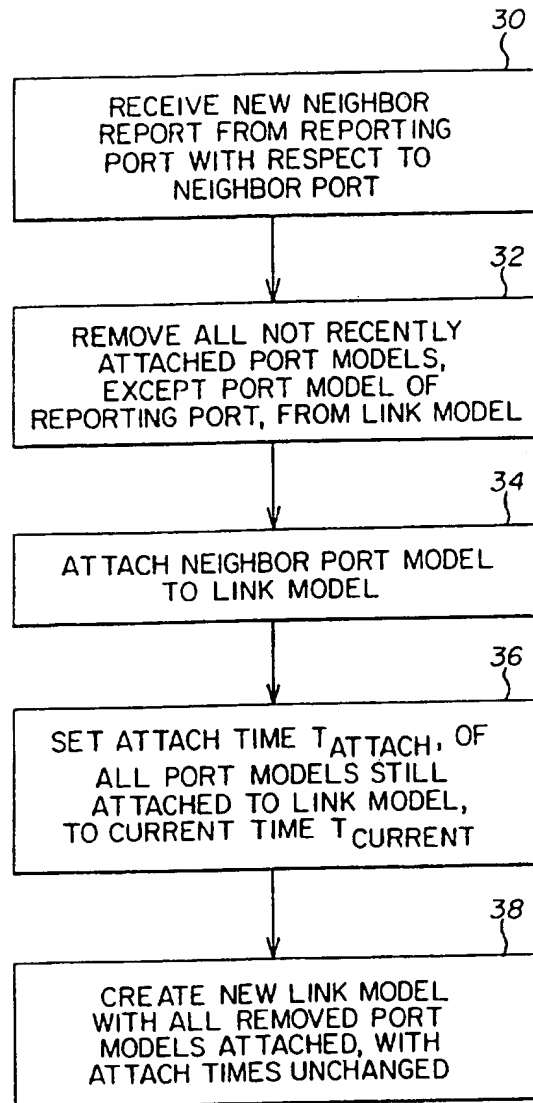 30
RECEIVE NEW NEIGHBOR
REPORT FROM REPORTING
PORT WITH RESPECT TO
NEIGHBOR PORT
32
REMOVE ALL NOT RECENTLY
ATTACHED PORT MODELS,
EXCEPT PORT MODEL OF
REPORTING PORT, FROM LINK MODEL
34
ATTACH NEIGHBOR PORT MODEL
TO LINK MODEL
36
SET ATTACH TIME TATTACH, OF
ALL PORT MODELS STILL
ATTACHED TO LINK MODEL,
TO CURRENT TIME TCURRENT
38
CREATE NEW LINK MODEL
WITH ALL REMOVED PORT
MODELS ATTACHED, WITH
ATTACH TIMES UNCHANGED